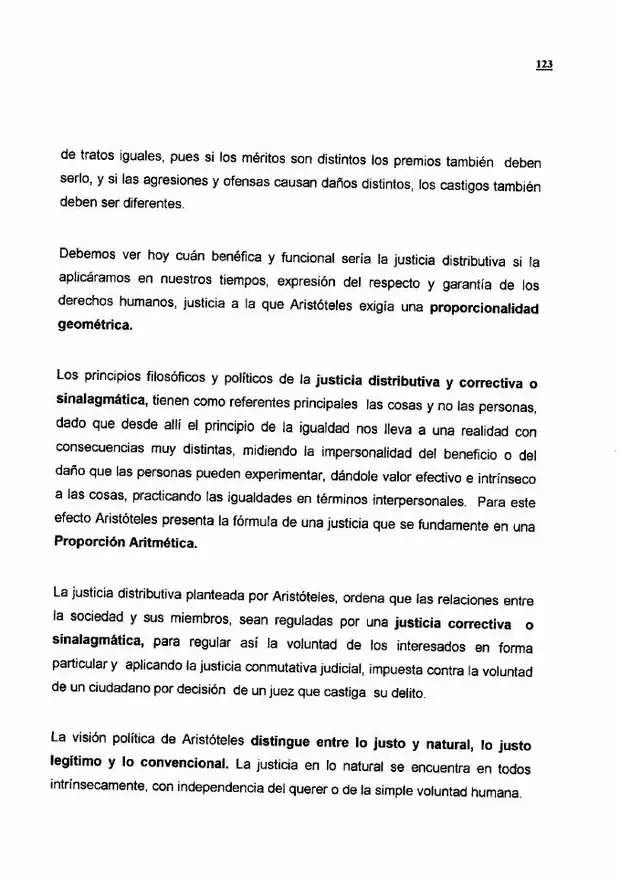 123
de tratos iguales, pues si los méritos son distintos los premios también deben
serlo, y si las agresiones y ofensas causan daños distintos, los castigos también
deben ser diferentes.
Debemos ver hoy cuán benéfica y funcional sería la justicia distributiva si la
aplicáramos en nuestros tiempos, expresión del respecto y garantía de los
derechos humanos, justicia a la que Aristóteles exigía una proporcionalidad
geométrica.
Los principios filosóficos y políticos de la justicia distributiva y correctiva o
sinalagmática, tienen como referentes principales las cosas y no las personas,
dado que desde allí el principio de la igualdad nos lleva a una realidad con
consecuencias muy distintas, midiendo la impersonalidad del beneficio o del
daño que las personas pueden experimentar, dándole valor efectivo e intrínseco
a las cosas, practicando las igualdades en términos interpersonales. Para este
efecto Aristóteles presenta la fórmula de una justicia que se fundamente en una
Proporción Aritmética.
La justicia distributiva planteada por Aristóteles, ordena que las relaciones entre
la sociedad y sus miembros, sean reguladas por una justicia correctiva o
sinalagmática, para regular así la voluntad de los interesados en forma
particular y aplicando la justicia conmutativa judicial, impuesta contra la voluntad
de un ciudadano por decisión de un juez que castiga su delito.
La visión política de Aristóteles distingue entre lo justo y natural, lo justo
legítimo y lo convencional. La justicia en lo natural se encuentra en todos
intrínsecamente, con independencia del querer o de la simple voluntad humana.